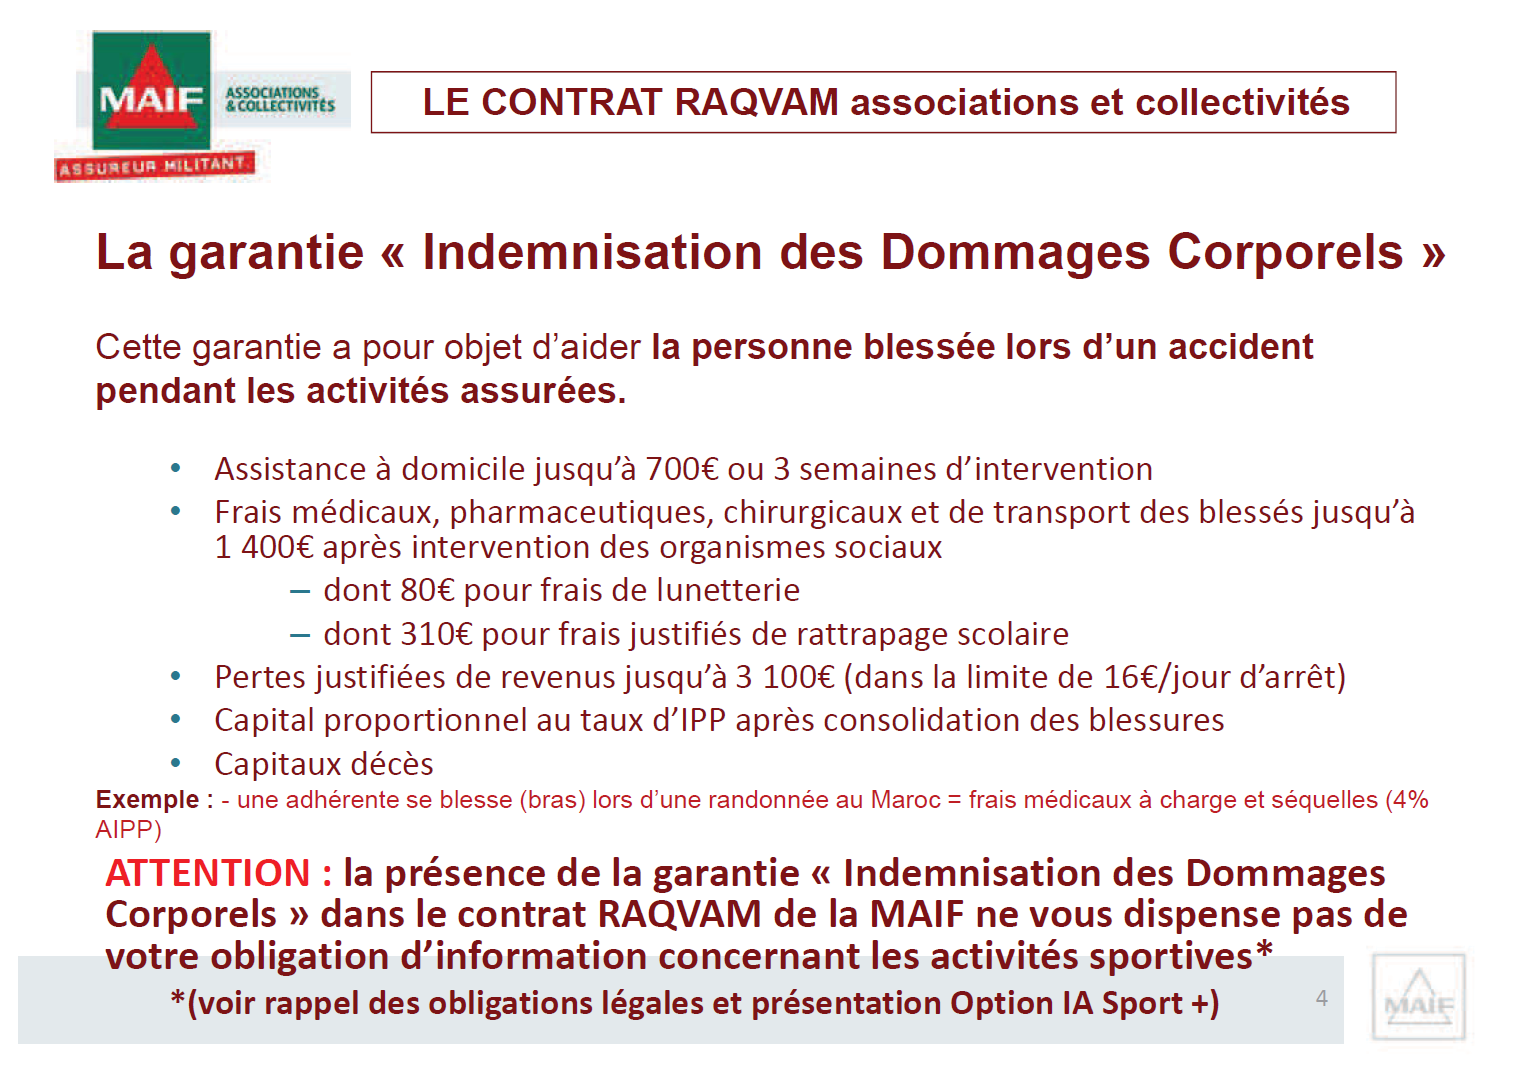 MAIF
ASSOCIATIONS
& COLLECTIVITÉS
ASSUREUR MILITANT
LE CONTRAT RAQVAM associations et collectivités
La garantie « Indemnisation des Dommages Corporels »
Cette garantie a pour objet d’aider la personne blessée lors d’un accident
pendant les activités assurées.
• Assistance à domicile jusqu’à 700€ ou 3 semaines d’intervention
• Frais médicaux, pharmaceutiques, chirurgicaux et de transport des blessés jusqu’à
1 400€ après intervention des organismes sociaux
– dont 80€ pour frais de lunetterie
– dont 310€ pour frais justifiés de rattrapage scolaire
• Pertes justifiées de revenus jusqu’à 3 100€ (dans la limite de 16€/jour d’arrêt)
• Capital proportionnel au taux d’IPP après consolidation des blessures
• Capitaux décès
Exemple : - une adhérente se blesse (bras) lors d’une randonnée au Maroc = frais médicaux à charge et séquelles (4%
AIPP)
ATTENTION : la présence de la garantie « Indemnisation des Dommages
Corporels » dans le contrat RAQVAM de la MAIF ne vous dispense pas de
votre obligation d’information concernant les activités sportives*
*(voir rappel des obligations légales et présentation Option IA Sport +)
4
MAIF